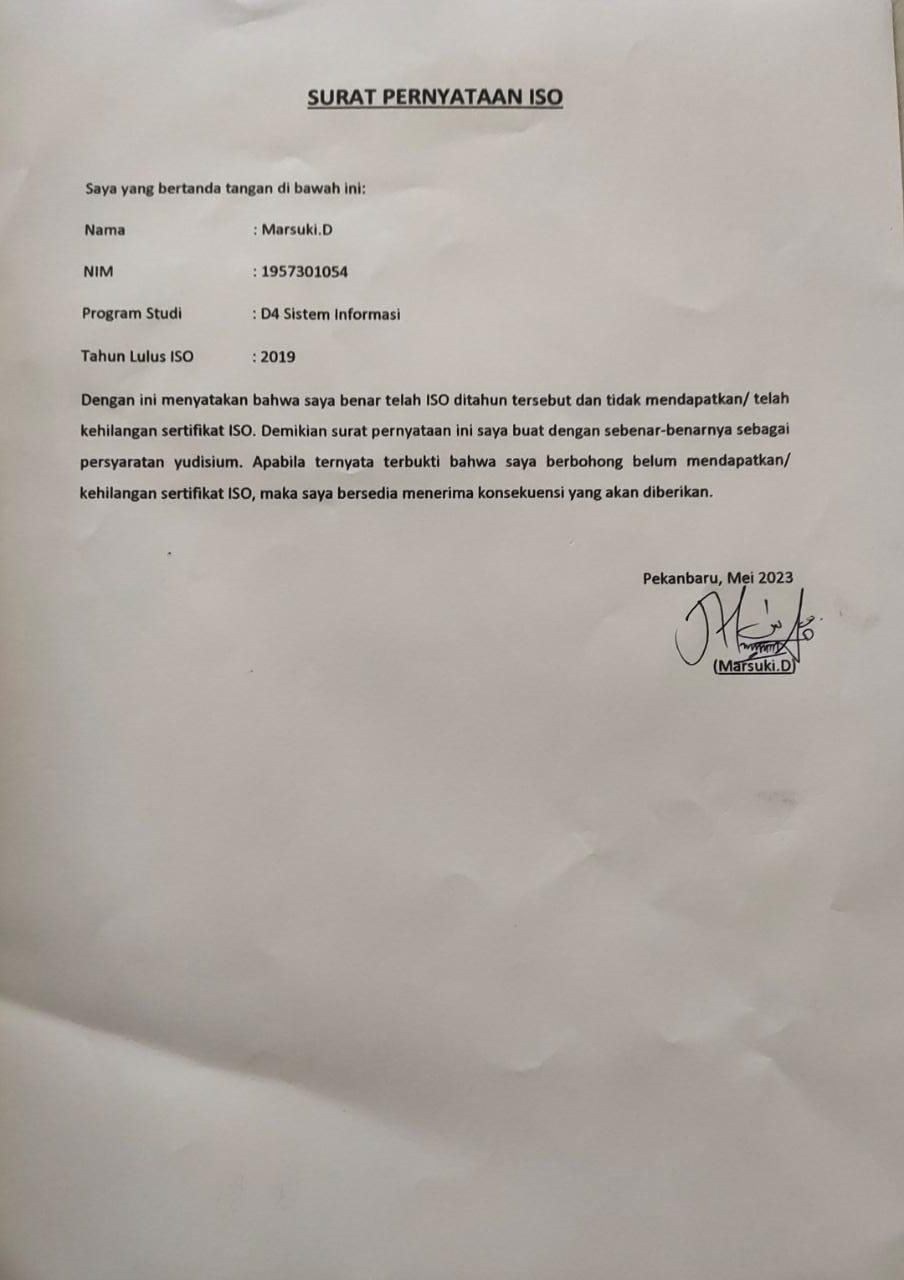 SURAT PERNYATAAN ISO
Saya yang bertanda tangan di bawah ini:
Nama : Marsuki.D
NIM : 1957301054
Program Studi : D4 Sistem Informasi
Tahun Lulus ISO : 2019
Dengan ini menyatakan bahwa saya benar telah ISO ditahun tersebut dan tidak mendapatkan/ telah
kehilangan sertifikat ISO. Demikian surat pernyataan ini saya buat dengan sebenar-benarnya sebagai
persyaratan yudisium. Apabila ternyata terbukti bahwa saya berbohong belum mendapatkan/
kehilangan sertifikat ISO, maka saya bersedia menerima konsekuensi yang akan diberikan.
Pekanbaru, Mei 2023
(Marsuki.D)